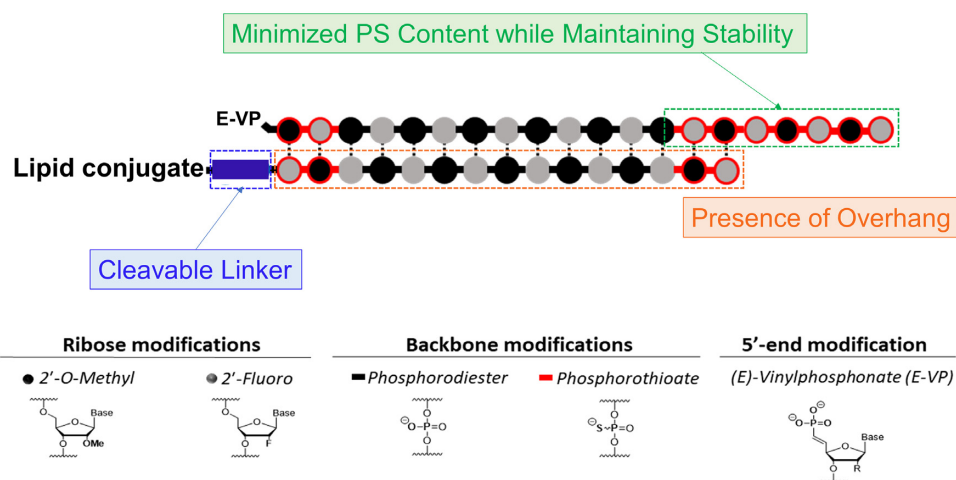 Minimized PS Content while Maintaining Stability
E-VP
Lipid conjugate
Presence of Overhang
Cleavable Linker
Ribose modifications
Backbone modifications
5′-end modification
2′-O-Methyl
2′-Fluoro
Phosphorodiester
Phosphorothioate
(E)-Vinylphosphonate (E-VP)
O
O
Base
O
OMe
O
O
Base
O
F
O
⊖O-P=O
O
O
⊖S~P=O
O
O⊖
⊖O-P=O
O
Base
O
R